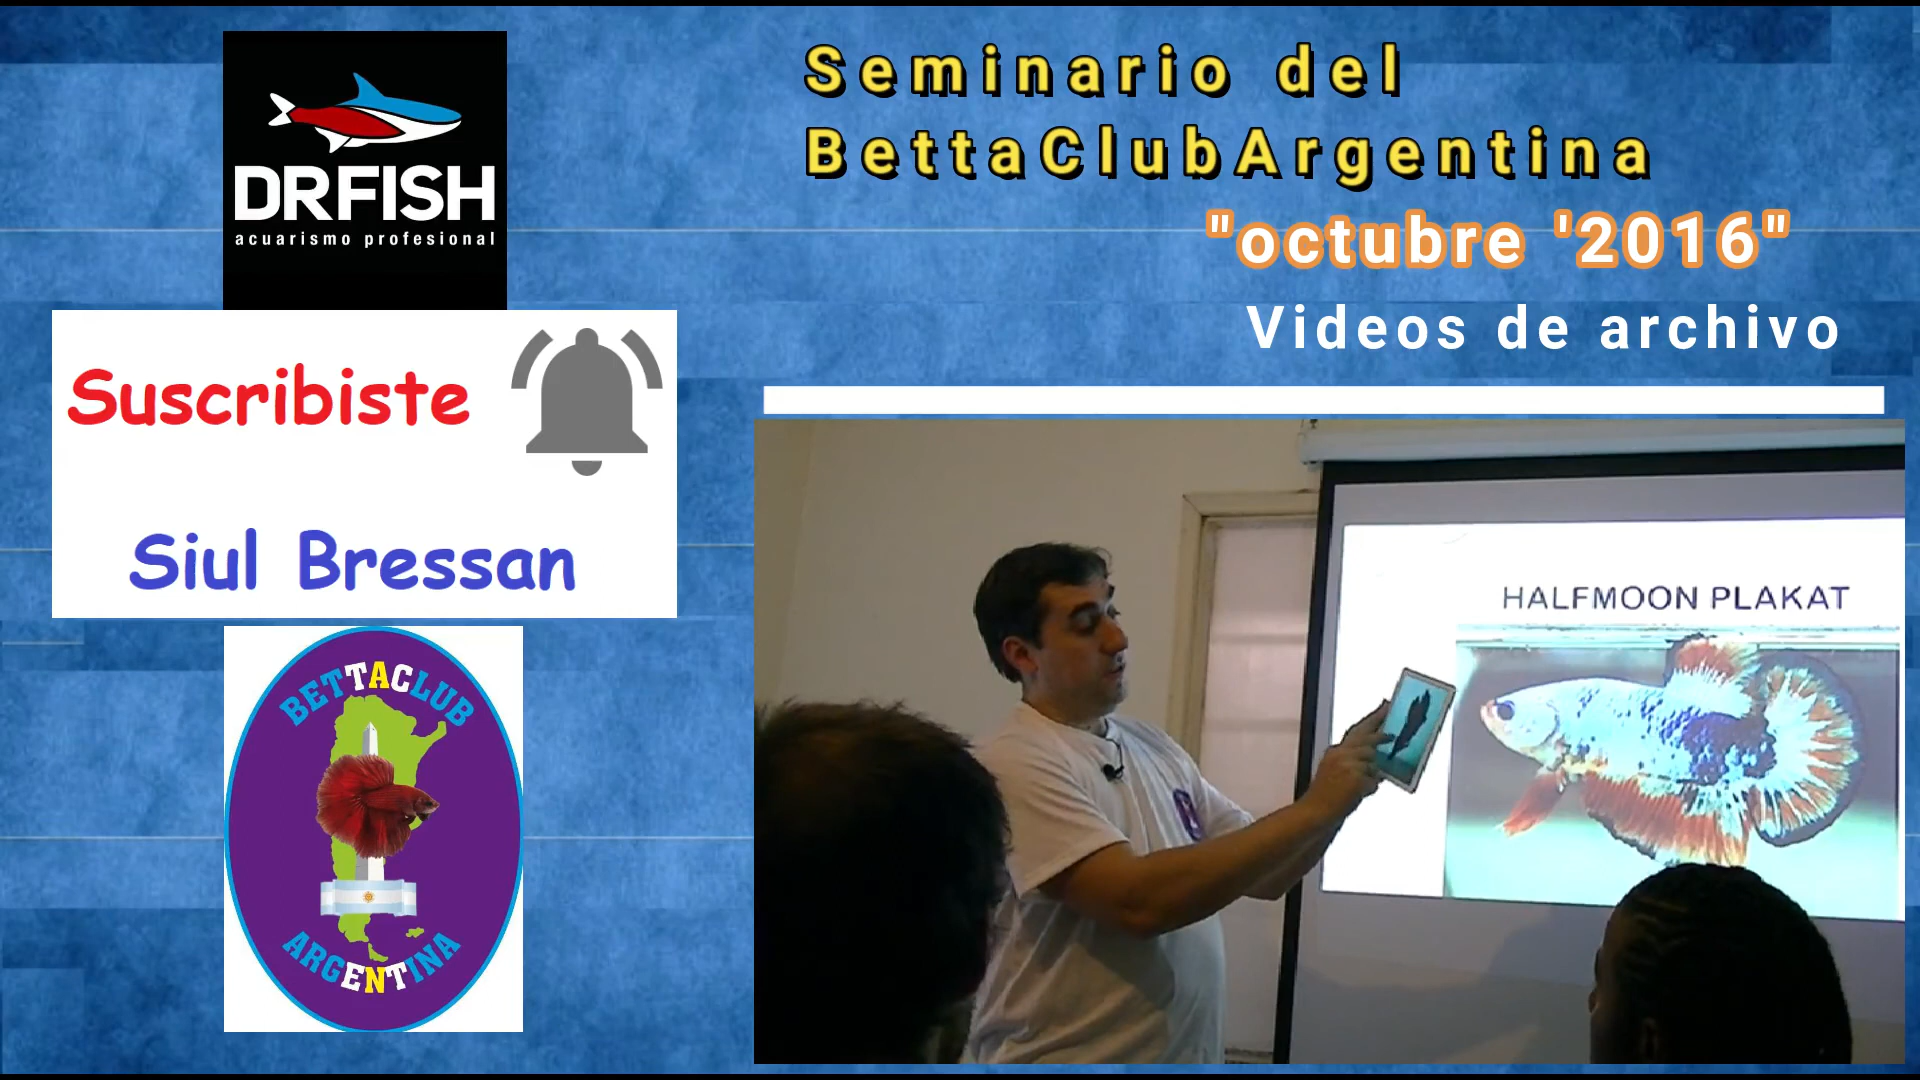 DRFISH
acuarismo profesional
Seminario del
BettaClubArgentina
"octubre '2016"
Videos de archivo
Suscribiste
Siul Bressan
BETTACLUB
ARGENTINA
HALFMOON PLAKAT